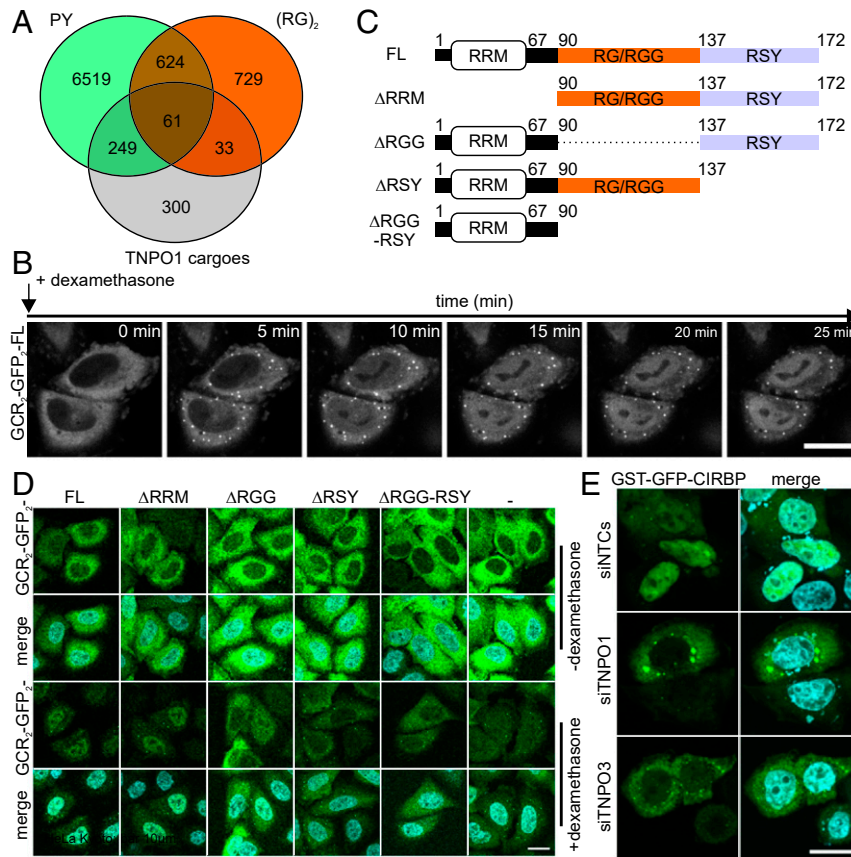 A
PY
(RG)2
6519
624
729
61
249
33
300
TNPO1 cargoes
C
FL
1
RRM
67
90
RG/RGG
137
RSY
172
ΔRRM
90
RG/RGG
137
RSY
172
ΔRGG
1
RRM
67
90
137
RSY
172
ΔRSY
1
RRM
67
90
RG/RGG
137
ΔRGG
-RSY
1
RRM
67
90
B
+ dexamethasone
time (min)
GCR2-GFP2-FL
0 min
5 min
10 min
15 min
20 min
25 min
D
FL
ΔRRM
ΔRGG
ΔRSY
ΔRGG-RSY
-
GCR2-GFP2-
merge
-dexamethasone
GCR2-GFP2-
merge
+dexamethasone
E
GST-GFP-CIRBP
merge
siNTCs
siTNPO1
siTNPO3